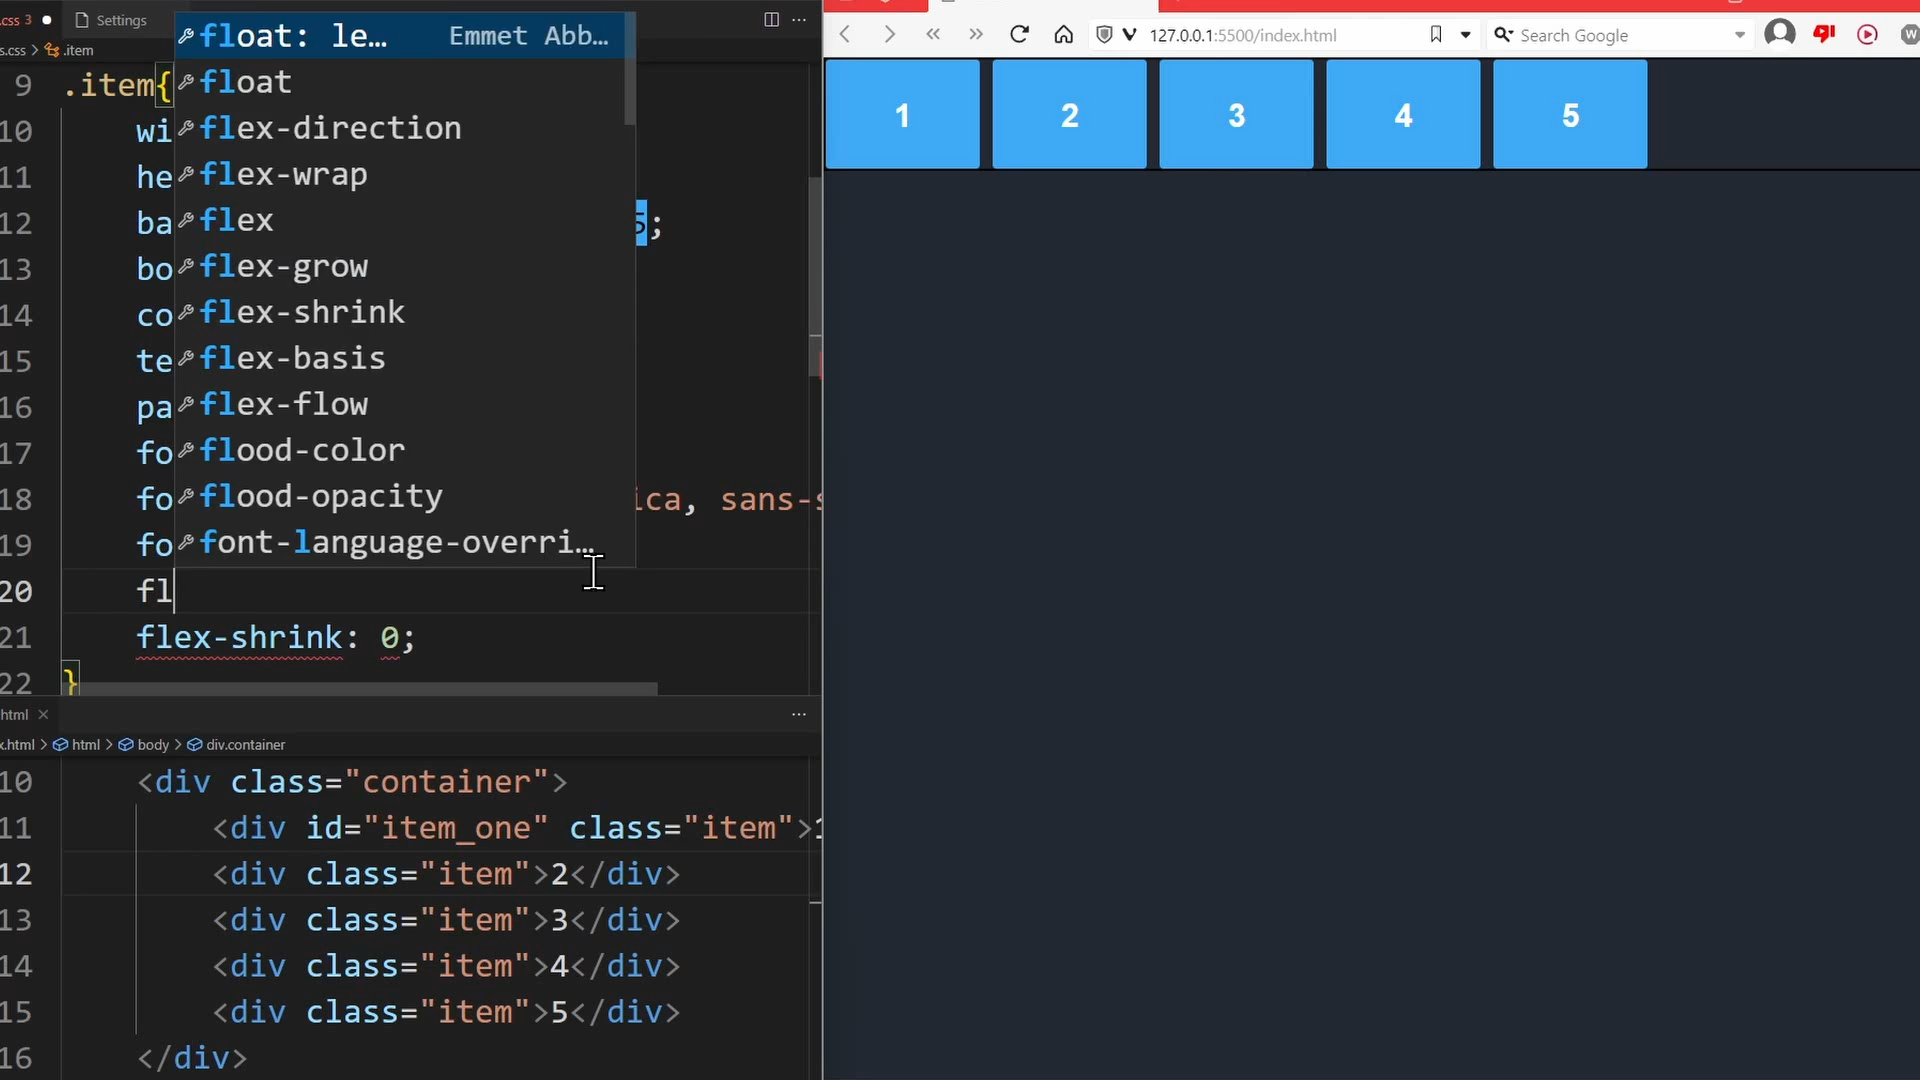 .css 3 ● Settings
s.css > .item
9 .item{
10 wi
11 he
12 ba 5;
13 bo
14 co
15 te
16 pa
17 fo
18 fo ica, sans-s
19 fo
20 fl
21 flex-shrink: 0;
22 }
float: le… Emmet Abb…
float
flex-direction
flex-wrap
flex
flex-grow
flex-shrink
flex-basis
flex-flow
flood-color
flood-opacity
font-language-overri…
html ×
x.html > html > body > div.container
10 <div class="container">
11 <div id="item_one" class="item">1
12 <div class="item">2</div>
13 <div class="item">3</div>
14 <div class="item">4</div>
15 <div class="item">5</div>
16 </div>
127.0.0.1:5500/index.html
Search Google
1 2 3 4 5